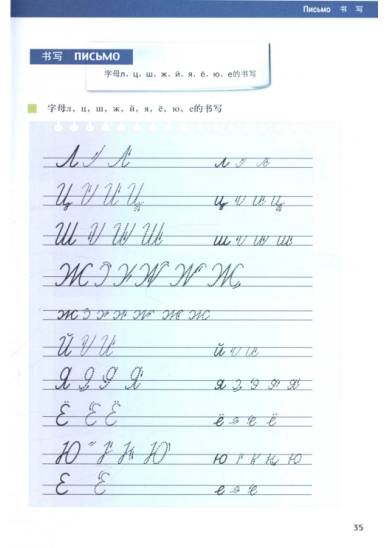 Письмо 书 写
书写 ПИСЬМО
字母л, ц, ш, ж, й, я, ё, ю, е的书写
字母л, ц, ш, ж, й, я, ё, ю, е的书写
Л Л л л
Ц Ц ц ц
Ш Ш ш ш
Ж Ж
ж ж
Й й
Я Я я я
Ё Ё ё ё
Ю Ю ю ю
Е Е е е
35